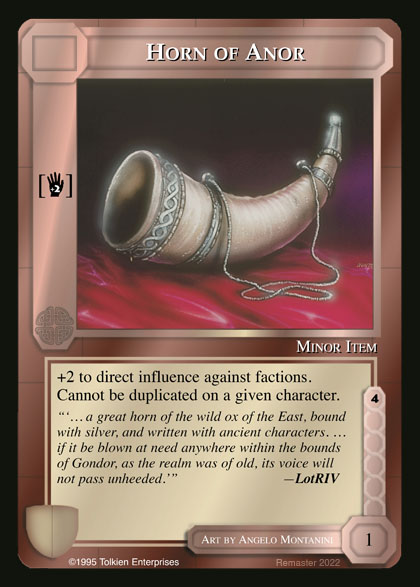 HORN OF ANOR
[2]
MINOR ITEM
+2 to direct influence against factions.
Cannot be duplicated on a given character.
“‘… a great horn of the wild ox of the East, bound
with silver, and written with ancient characters. …
if it be blown at need anywhere within the bounds
of Gondor, as the realm was of old, its voice will
not pass unheeded.’” –LotRIV
4
ART BY ANGELO MONTANINI
1
©1995 Tolkien Enterprises
Remaster 2022